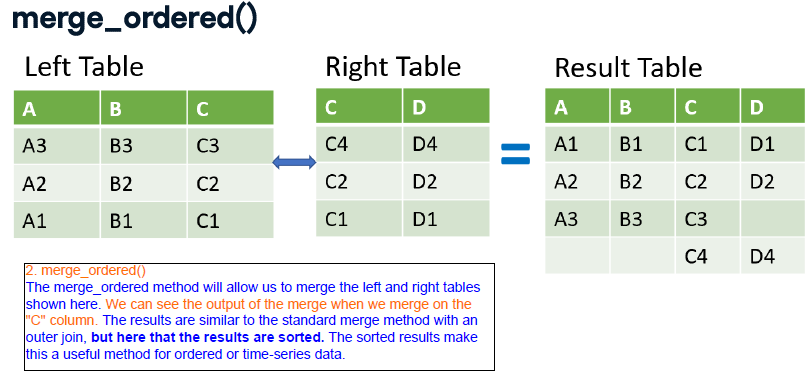 merge_ordered()
Left Table
A B C
A3 B3 C3
A2 B2 C2
A1 B1 C1
Right Table
C D
C4 D4
C2 D2
C1 D1
=
Result Table
A B C D
A1 B1 C1 D1
A2 B2 C2 D2
A3 B3 C3
C4 D4
2. merge_ordered()
The merge_ordered method will allow us to merge the left and right tables
shown here. We can see the output of the merge when we merge on the
"C" column. The results are similar to the standard merge method with an
outer join, but here that the results are sorted. The sorted results make
this a useful method for ordered or time-series data.